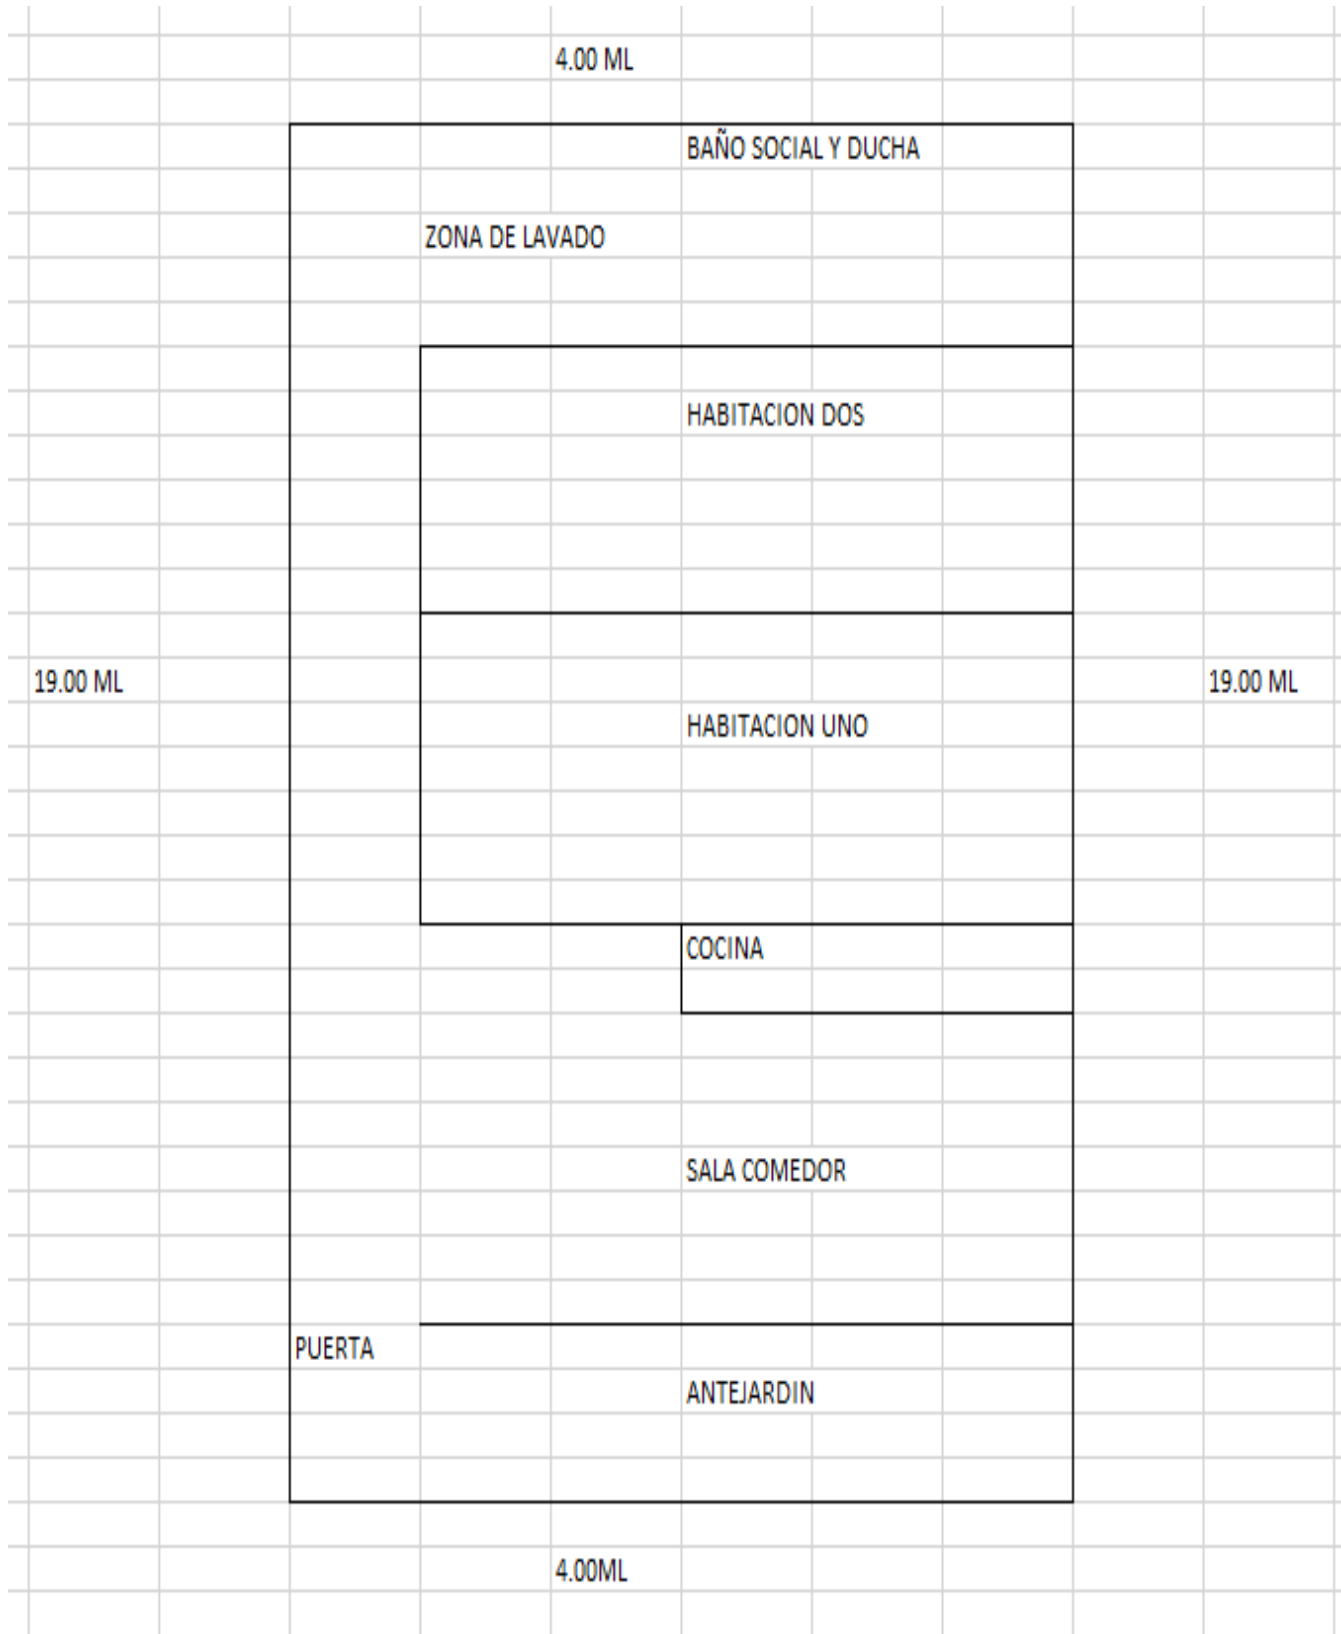 4.00 ML
BAÑO SOCIAL Y DUCHA
ZONA DE LAVADO
HABITACION DOS
19.00 ML
19.00 ML
HABITACION UNO
COCINA
SALA COMEDOR
PUERTA
ANTEJARDIN
4.00ML